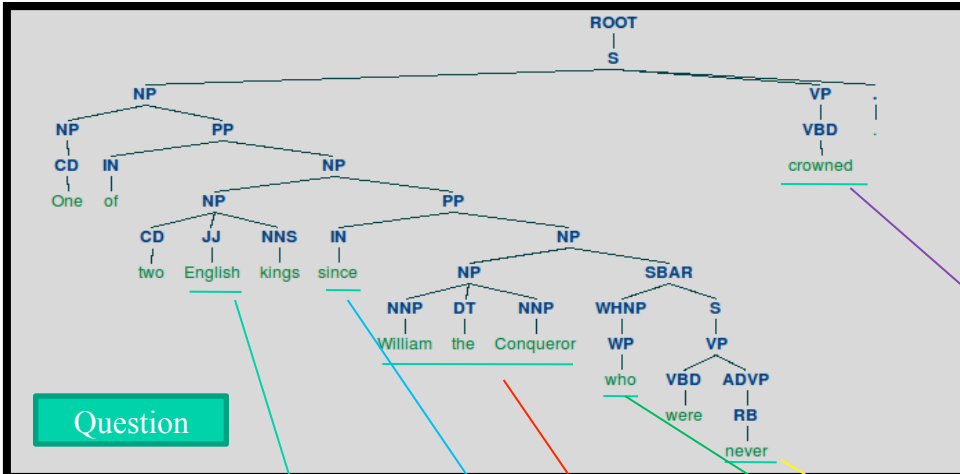 ROOT
S
NP VP .
NP PP VBD .
CD IN NP crowned
One of NP PP
CD JJ NNS IN NP
two English kings since NP SBAR
NNP DT NNP WHNP S
William the Conqueror WP VP
who VBD ADVP
were RB
never
Question